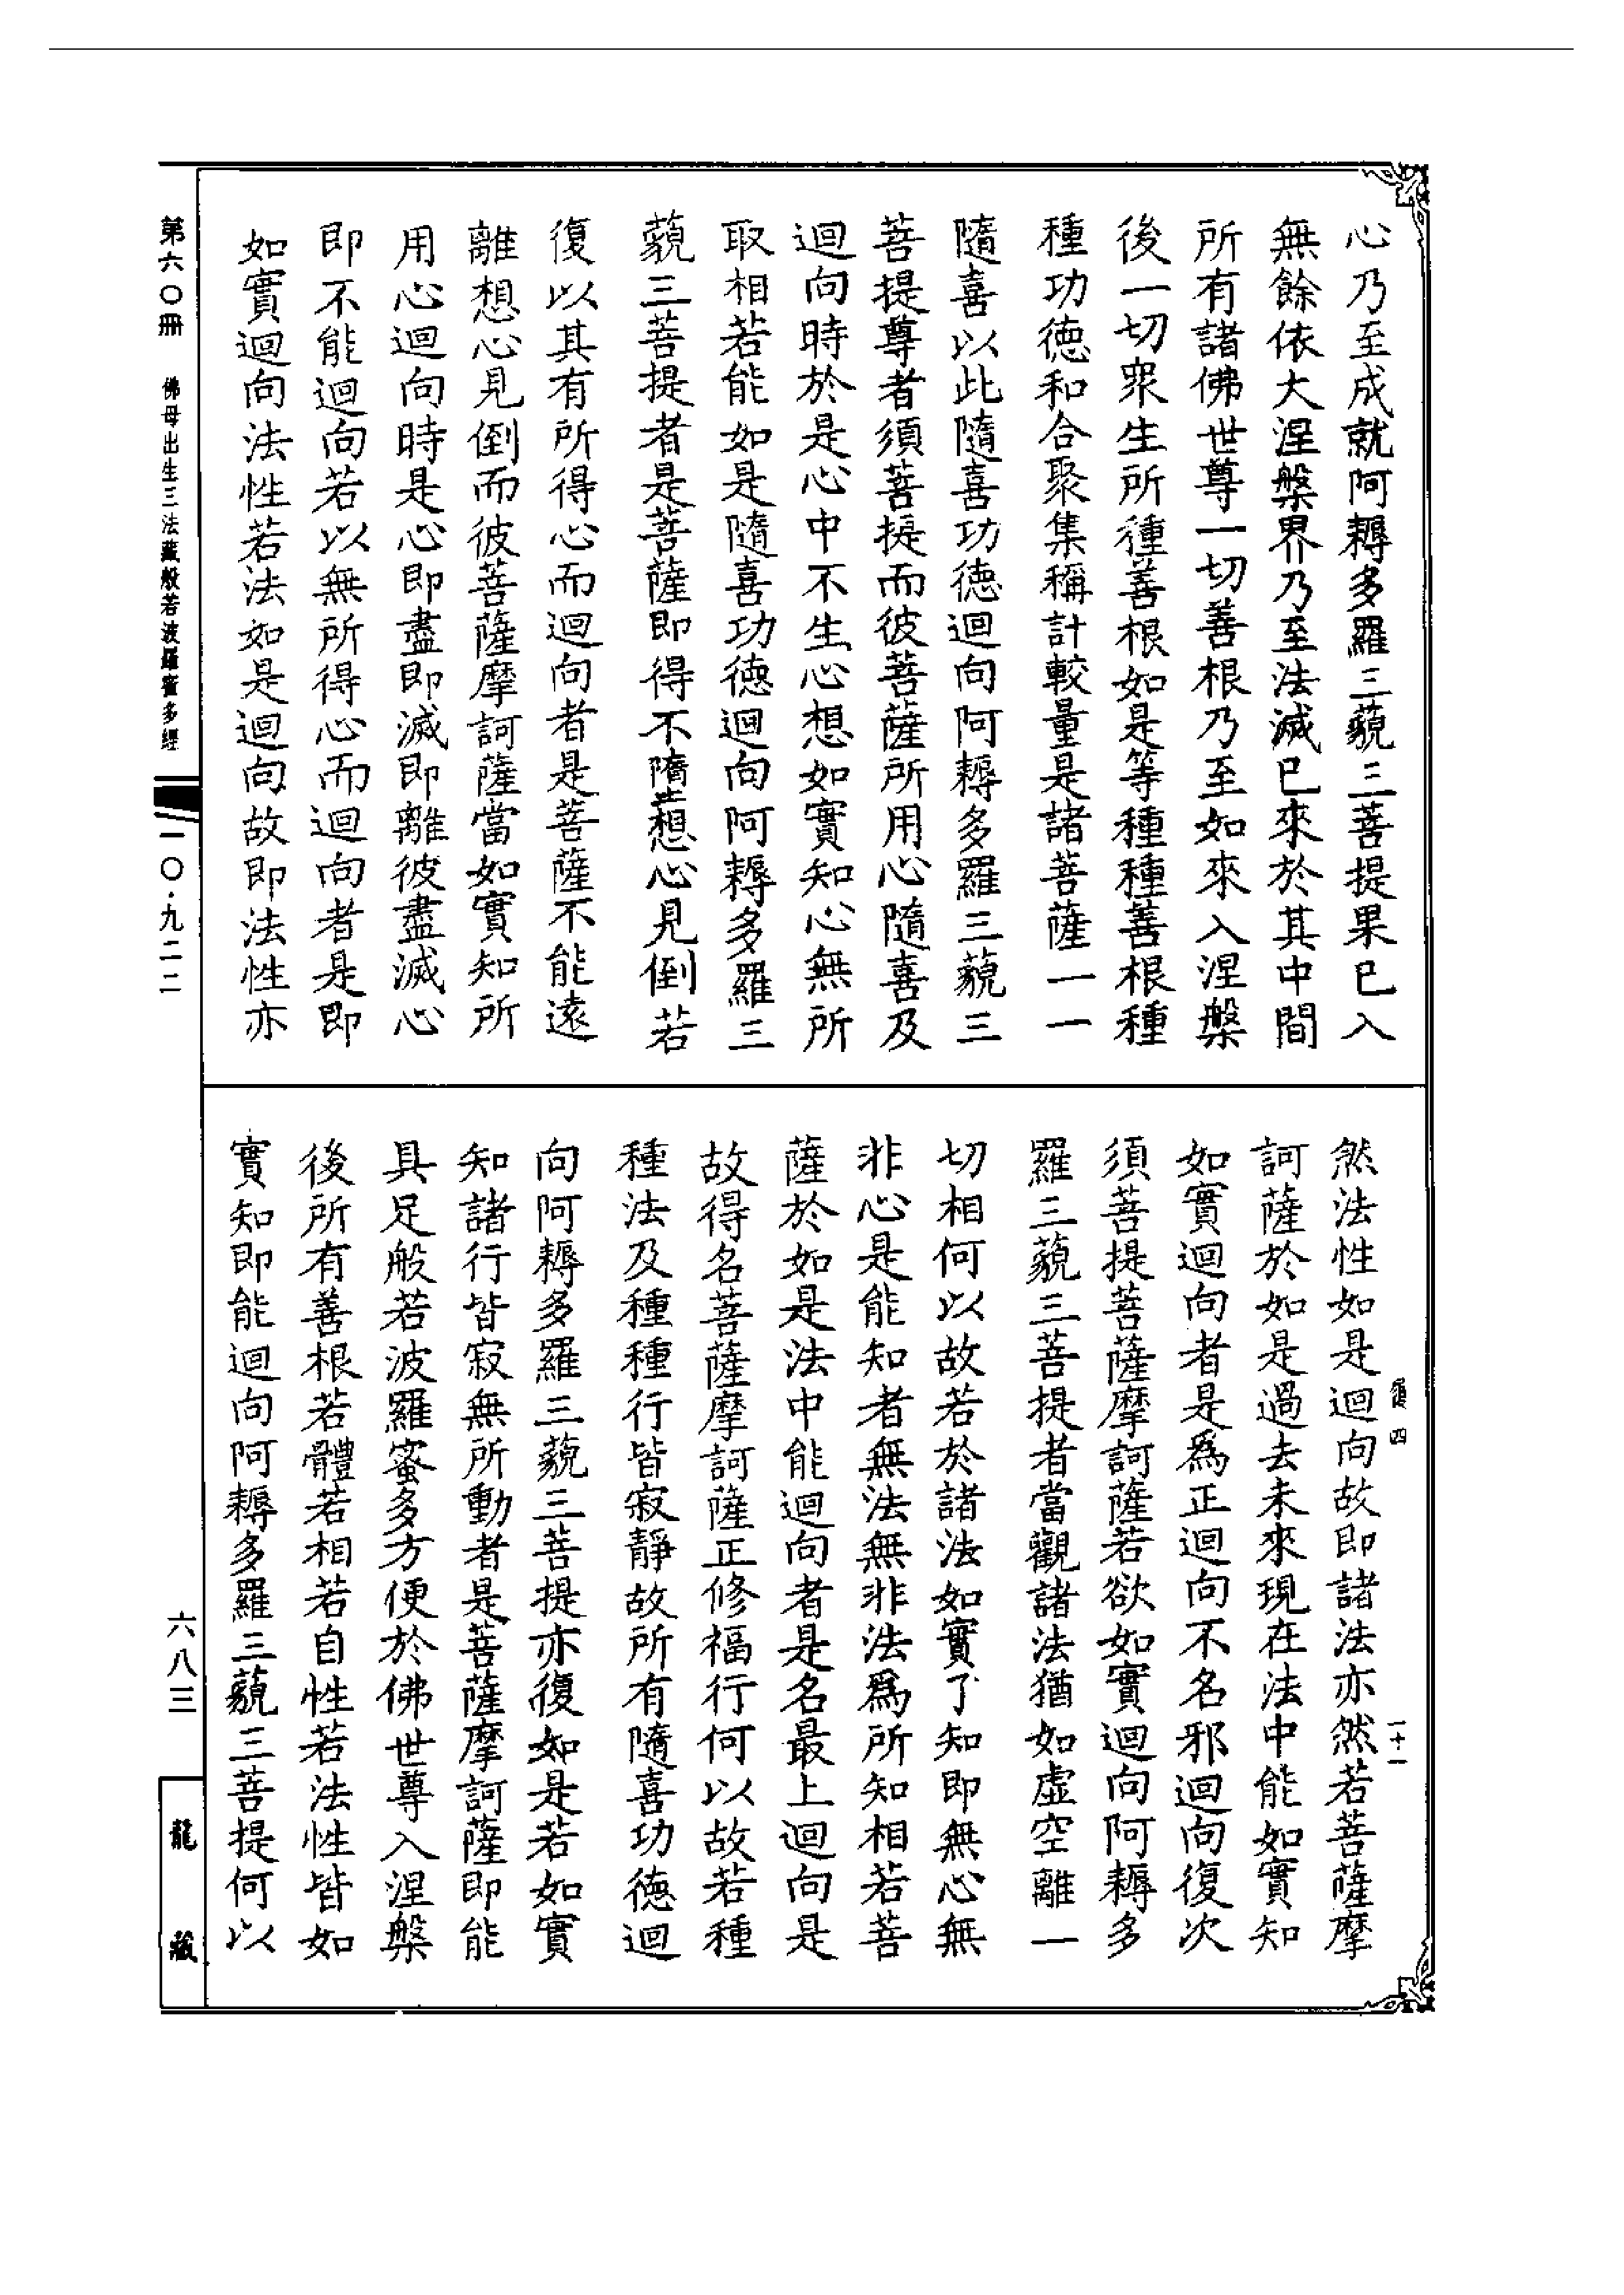 心乃至成就阿耨多羅三藐三菩提果已入
無餘依大涅槃界乃至法滅已來於其中間
所有諸佛世尊一切善根乃至如來入涅槃
後一切眾生所種善根如是等種種善根種
種功德和合聚集稱計較量是諸菩薩一一
隨喜以此隨喜功德迴向阿耨多羅三藐三
菩提尊者須菩提而彼菩薩所用心隨喜及
迴向時於是心中不生心想如實知心無所
取相若能如是隨喜功德迴向阿耨多羅三
藐三菩提者是菩薩即得不墮想心見倒若
復以其有所得心而迴向者是菩薩不能遠
離想心見倒而彼菩薩摩訶薩當如實知所
用心迴向時是心即盡即滅即離彼盡滅心
即不能迴向若以無所得心而迴向者是即
如實迴向法性若法如是迴向故即法性亦
然法性如是迴向故即諸法亦然若菩薩摩
訶薩於如是過去未來現在法中能如實知
如實迴向者是為正迴向不名邪迴向復次
須菩提菩薩摩訶薩若欲如實迴向阿耨多
羅三藐三菩提者當觀諸法猶如虛空離一
切相何以故若於諸法如實了知即無心無
非心是能知者無法無非法為所知相若菩
薩於如是法中能迴向者是名最上迴向是
故得名菩薩摩訶薩正修福行何以故若種
種法及種種行皆寂靜故所有隨喜功德迴
向阿耨多羅三藐三菩提亦復如是若如實
知諸行皆寂無所動者是菩薩摩訶薩即能
具足般若波羅蜜多方便於佛世尊入涅槃
後所有善根若體若相若自性若法性皆如
實知即能迴向阿耨多羅三藐三菩提何以
四
十一
第六〇冊 佛母出生三法藏般若波羅蜜多經
一〇·九二二
六八三
龍藏